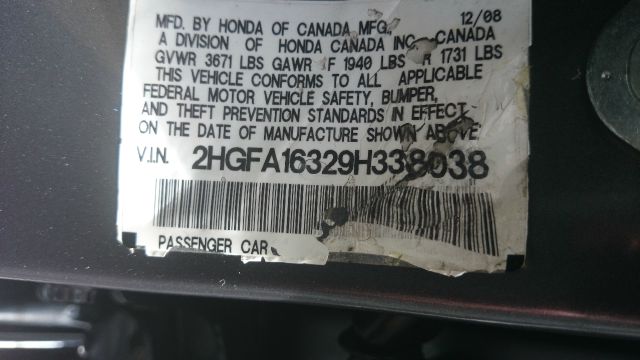 MFD. BY HONDA OF CANADA MFG., 12/08
A DIVISION OF HONDA CANADA INC., CANADA
GVWR 3671 LBS GAWR F 1940 LBS R 1731 LBS
THIS VEHICLE CONFORMS TO ALL APPLICABLE
FEDERAL MOTOR VEHICLE SAFETY, BUMPER,
AND THEFT PREVENTION STANDARDS IN EFFECT
ON THE DATE OF MANUFACTURE SHOWN ABOVE
V.I.N. 2HGFA16329H338038
PASSENGER CAR